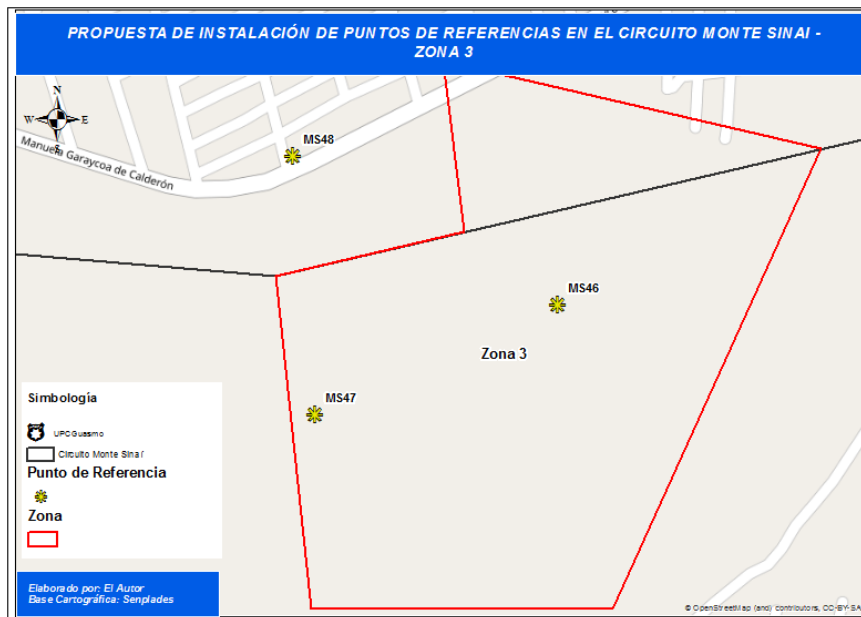 PROPUESTA DE INSTALACIÓN DE PUNTOS DE REFERENCIAS EN EL CIRCUITO MONTE SINAI -
ZONA 3
N
W
E
S
MS48
Manuela Garaycoa de Calderón
MS46
Zona 3
MS47
Simbología
UPCGuasmo
Circuito Monte Sinaí
Punto de Referencia
Zona
Elaborado por: El Autor
Base Cartográfica: Senplades
© OpenStreetMap (and) contributors, CC-BY-SA